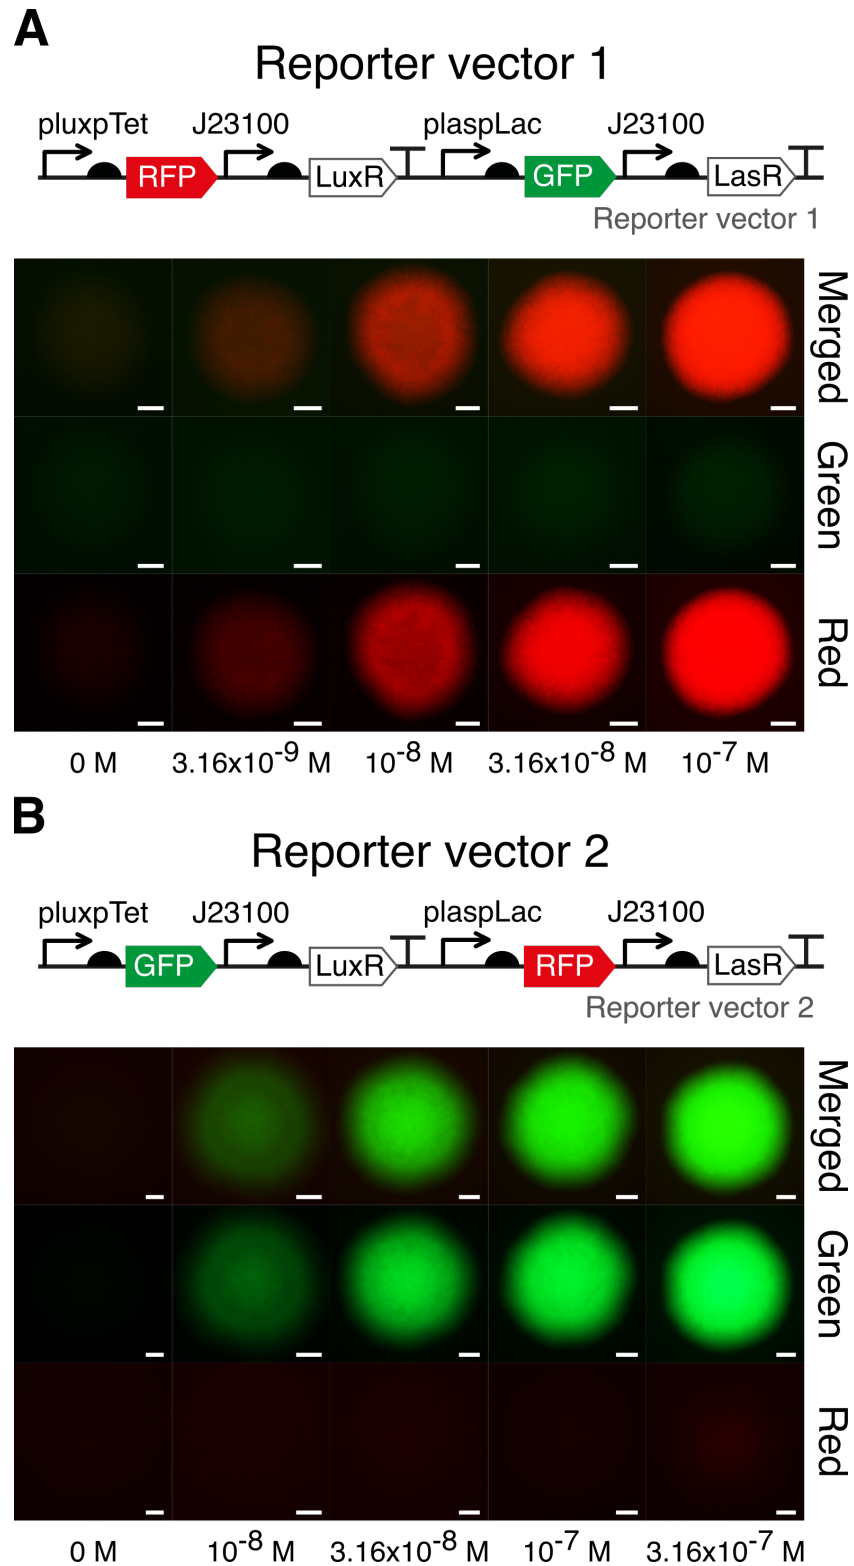 A
Reporter vector 1
pluxpTet J23100 plaspLac J23100
RFP LuxR GFP LasR
Reporter vector 1
Merged
Green
Red
0 M 3.16x10⁻⁹ M 10⁻⁸ M 3.16x10⁻⁸ M 10⁻⁷ M
B
Reporter vector 2
pluxpTet J23100 plaspLac J23100
GFP LuxR RFP LasR
Reporter vector 2
Merged
Green
Red
0 M 10⁻⁸ M 3.16x10⁻⁸ M 10⁻⁷ M 3.16x10⁻⁷ M